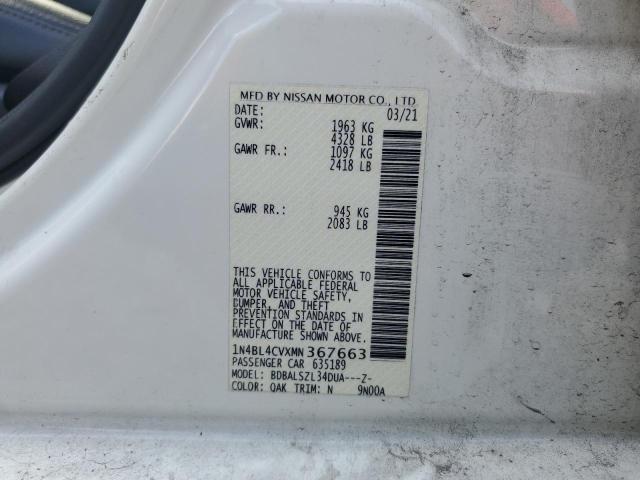 MFD BY NISSAN MOTOR CO., LTD
DATE: 03/21
GVWR: 1963 KG
4328 LB
GAWR FR.: 1097 KG
2418 LB
GAWR RR.: 945 KG
2083 LB
THIS VEHICLE CONFORMS TO
ALL APPLICABLE FEDERAL
MOTOR VEHICLE SAFETY,
BUMPER, AND THEFT
PREVENTION STANDARDS IN
EFFECT ON THE DATE OF
MANUFACTURE SHOWN ABOVE.
1N4BL4CVXMN367663
PASSENGER CAR 635189
MODEL: BDBALSZL34DUA---Z-
COLOR: QAK TRIM: N 9N00A